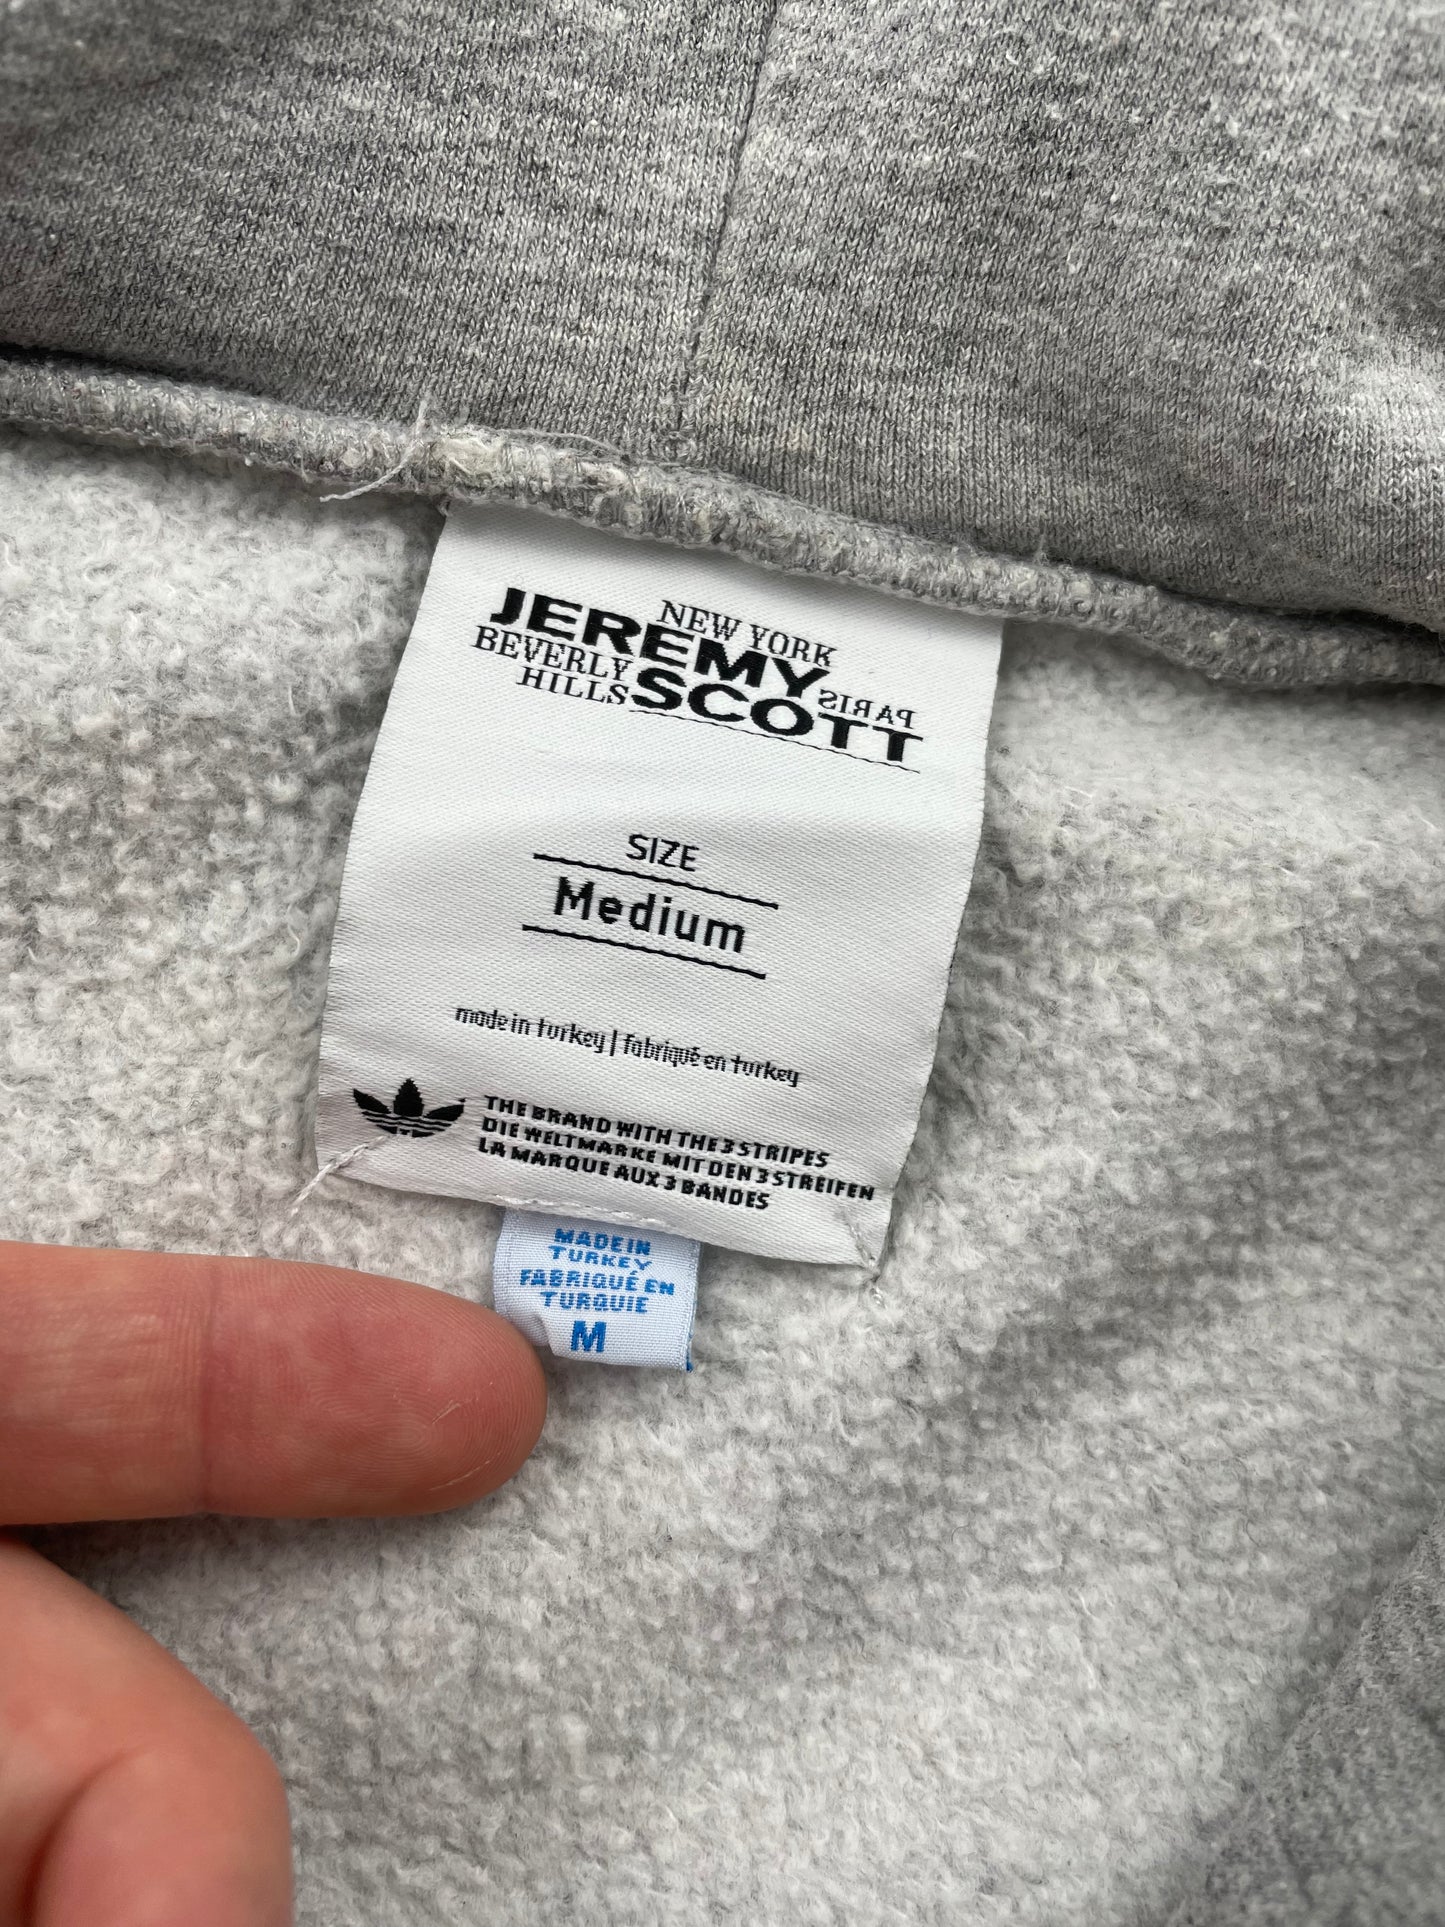 NEW YORK
JEREMY
BEVERLY
HILLS
PARIS
SCOTT
SIZE
Medium
made in turkey | fabriqué en turkey
THE BRAND WITH THE 3 STRIPES
DIE WELTMARKE MIT DEN 3 STREIFEN
LA MARQUE AUX 3 BANDES
MADE IN
TURKEY
FABRIQUÉ EN
TURQUIE
M